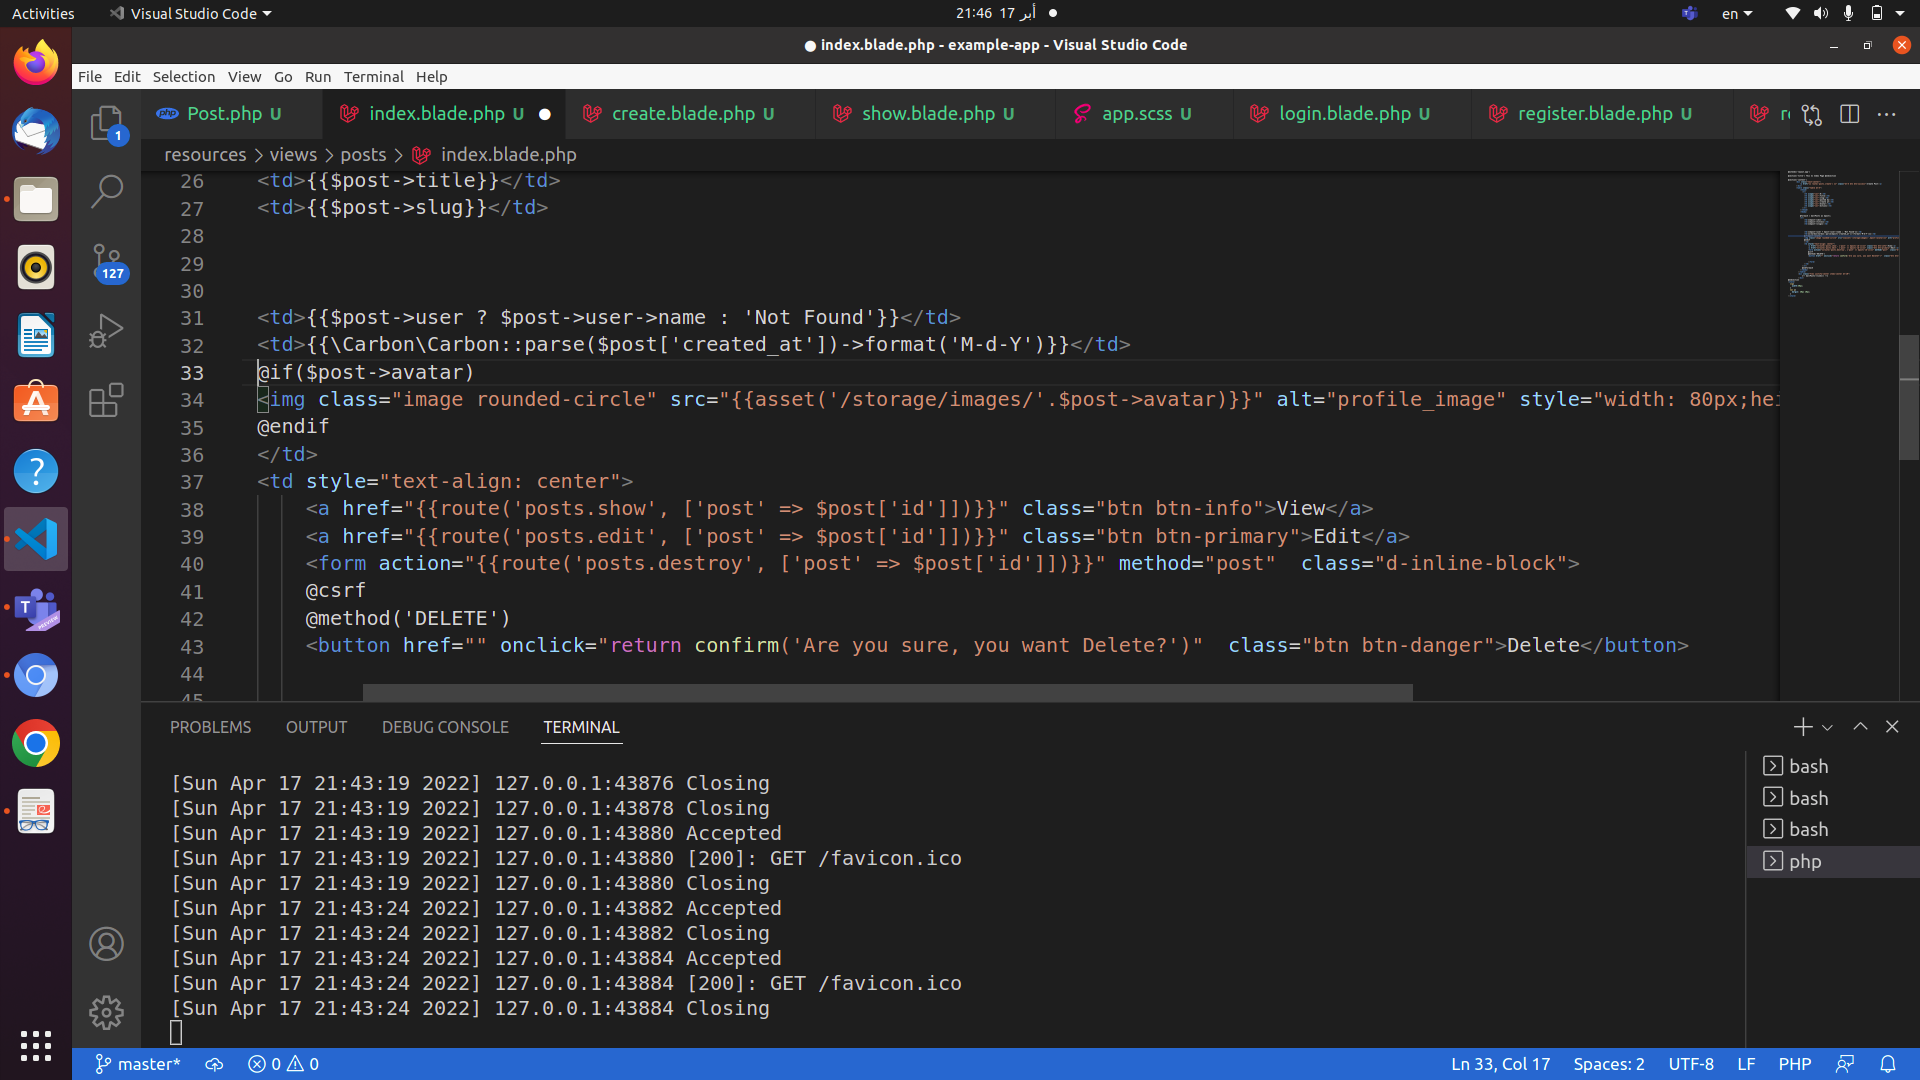 Activities
Visual Studio Code
21:46 17 أبر
en
● index.blade.php - example-app - Visual Studio Code
File Edit Selection View Go Run Terminal Help
1
127
Post.php U
index.blade.php U
create.blade.php U
show.blade.php U
app.scss U
login.blade.php U
register.blade.php U
resources > views > posts > index.blade.php
26 <td>{{$post->title}}</td>
27 <td>{{$post->slug}}</td>
28
29
30
31 <td>{{$post->user ? $post->user->name : 'Not Found'}}</td>
32 <td>{{\Carbon\Carbon::parse($post['created_at'])->format('M-d-Y')}}</td>
33 @if($post->avatar)
34 <img class="image rounded-circle" src="{{asset('/storage/images/'.$post->avatar)}}" alt="profile_image" style="width: 80px;hei
35 @endif
36 </td>
37 <td style="text-align: center">
38 <a href="{{route('posts.show', ['post' => $post['id']])}}" class="btn btn-info">View</a>
39 <a href="{{route('posts.edit', ['post' => $post['id']])}}" class="btn btn-primary">Edit</a>
40 <form action="{{route('posts.destroy', ['post' => $post['id']])}}" method="post"  class="d-inline-block">
41 @csrf
42 @method('DELETE')
43 <button href="" onclick="return confirm('Are you sure, you want Delete?')"  class="btn btn-danger">Delete</button>
44
45
PROBLEMS OUTPUT DEBUG CONSOLE TERMINAL
[Sun Apr 17 21:43:19 2022] 127.0.0.1:43876 Closing
[Sun Apr 17 21:43:19 2022] 127.0.0.1:43878 Closing
[Sun Apr 17 21:43:19 2022] 127.0.0.1:43880 Accepted
[Sun Apr 17 21:43:19 2022] 127.0.0.1:43880 [200]: GET /favicon.ico
[Sun Apr 17 21:43:19 2022] 127.0.0.1:43880 Closing
[Sun Apr 17 21:43:24 2022] 127.0.0.1:43882 Accepted
[Sun Apr 17 21:43:24 2022] 127.0.0.1:43882 Closing
[Sun Apr 17 21:43:24 2022] 127.0.0.1:43884 Accepted
[Sun Apr 17 21:43:24 2022] 127.0.0.1:43884 [200]: GET /favicon.ico
[Sun Apr 17 21:43:24 2022] 127.0.0.1:43884 Closing
bash
bash
bash
php
master* 0 0
Ln 33, Col 17 Spaces: 2 UTF-8 LF PHP